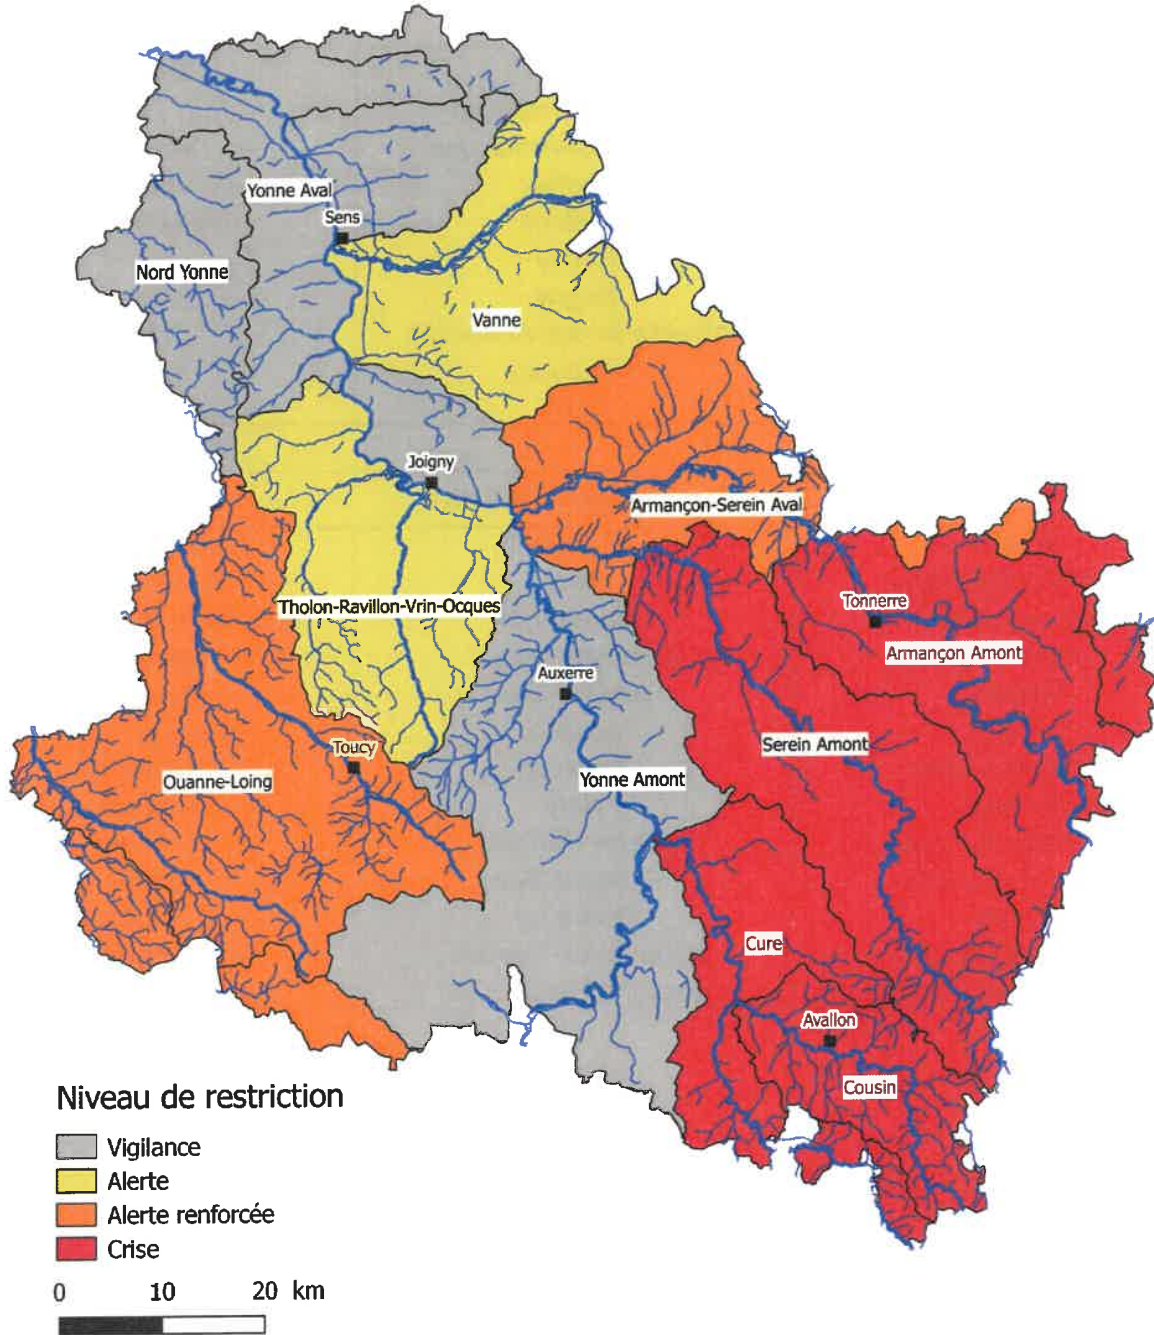 Yonne Aval
Sens
Nord Yonne
Vanne
Joigny
Armançon-Serein Aval
Tholon-Ravillon-Vrin-Ocques
Tonnerre
Armançon Amont
Auxerre
Toucy
Serein Amont
Ouanne-Loing
Yonne Amont
Cure
Avallon
Cousin
Niveau de restriction
Vigilance
Alerte
Alerte renforcée
Crise
0 10 20 km